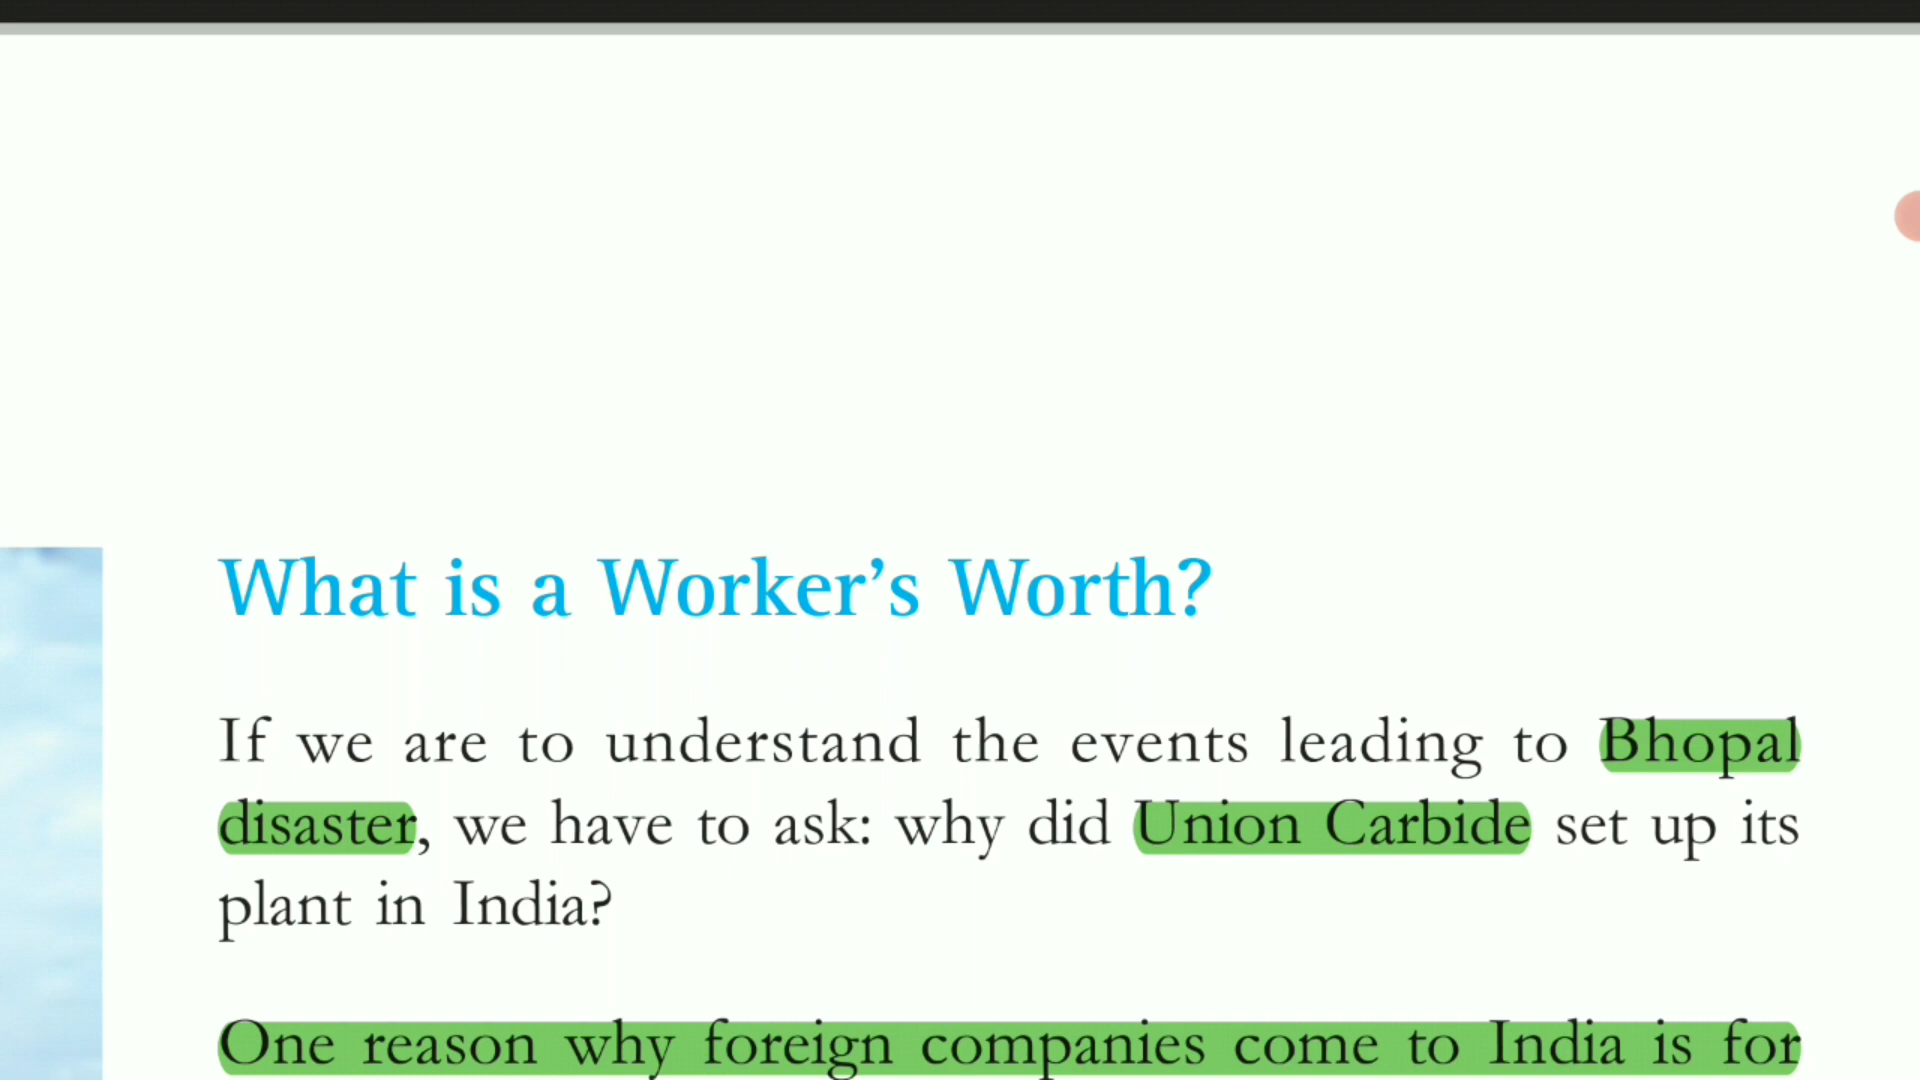 What is a Worker’s Worth?
If we are to understand the events leading to Bhopal
disaster, we have to ask: why did Union Carbide set up its
plant in India?
One reason why foreign companies come to India is for